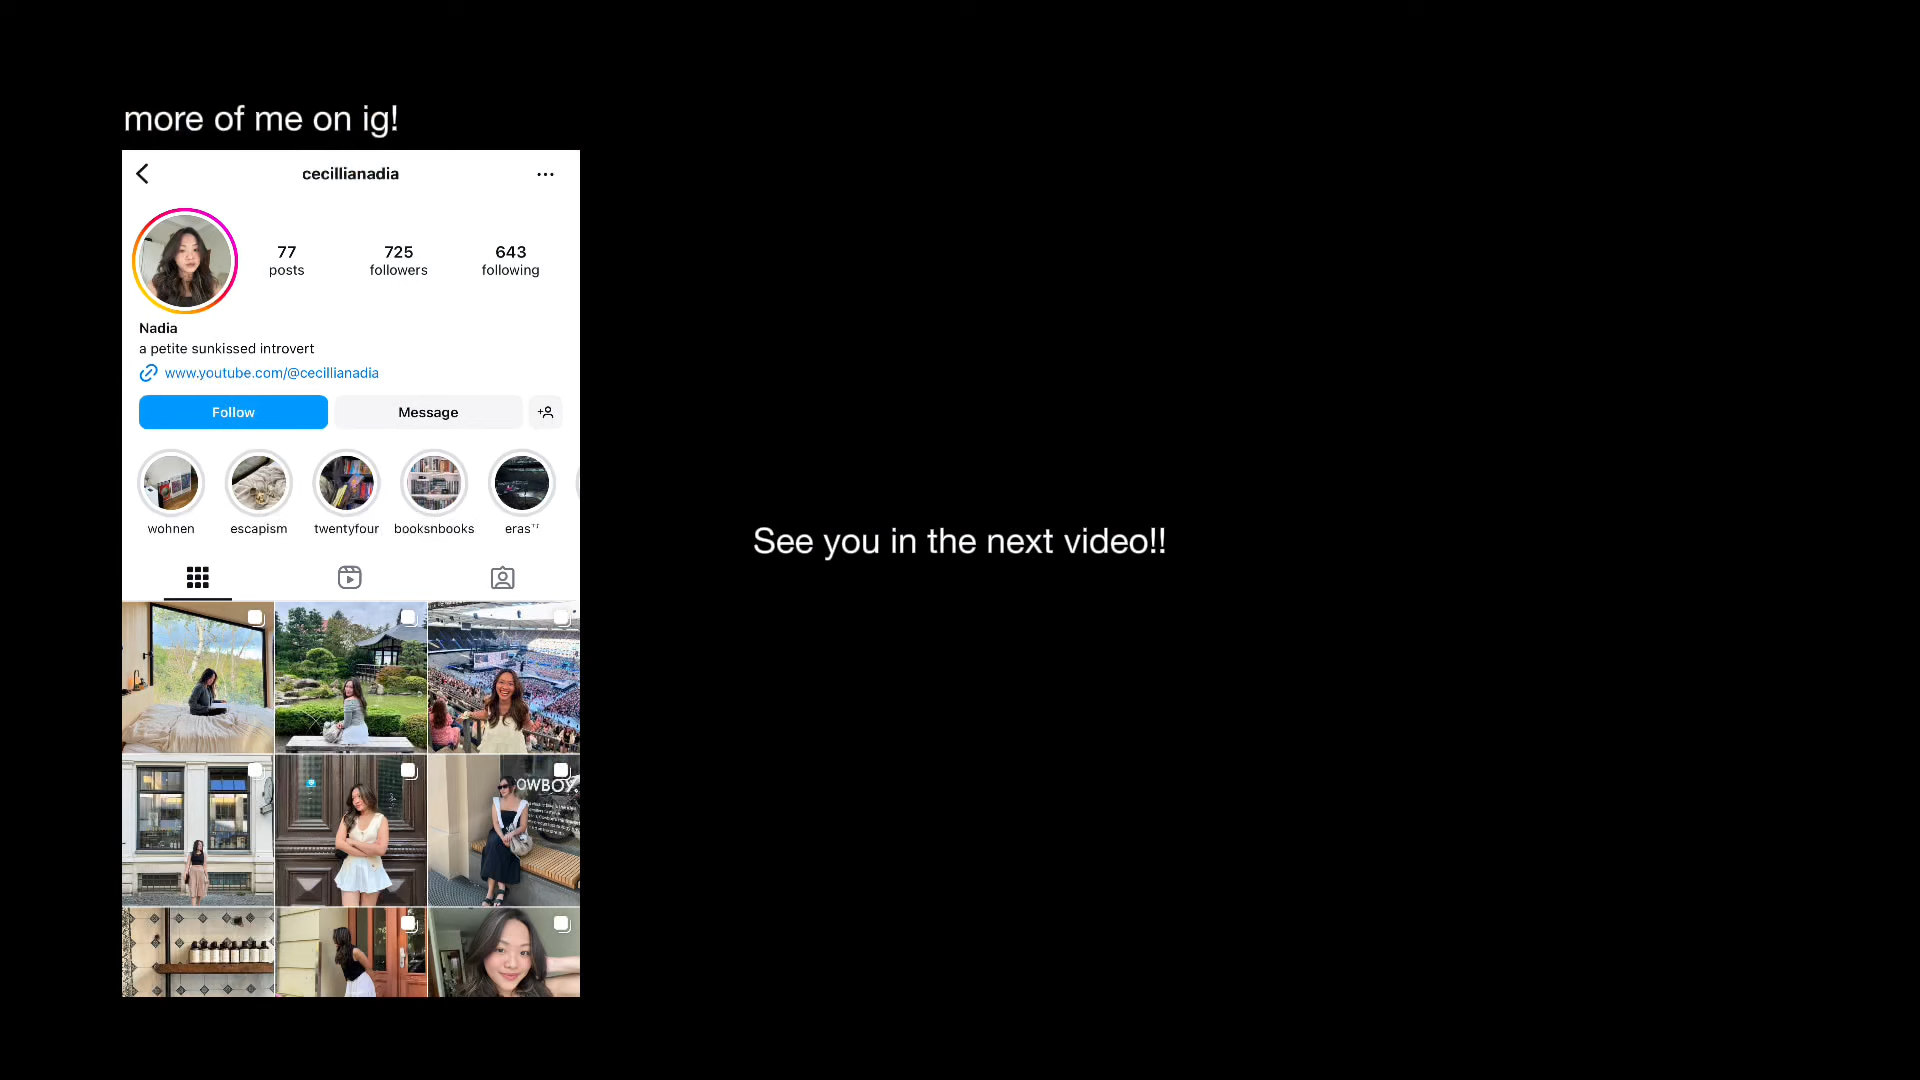 more of me on ig!
cecillianadia
77
posts
725
followers
643
following
Nadia
a petite sunkissed introvert
www.youtube.com/@cecillianadia
Follow
Message
wohnen
escapism
twentyfour
booksnbooks
eras
See you in the next video!!
OWBOY